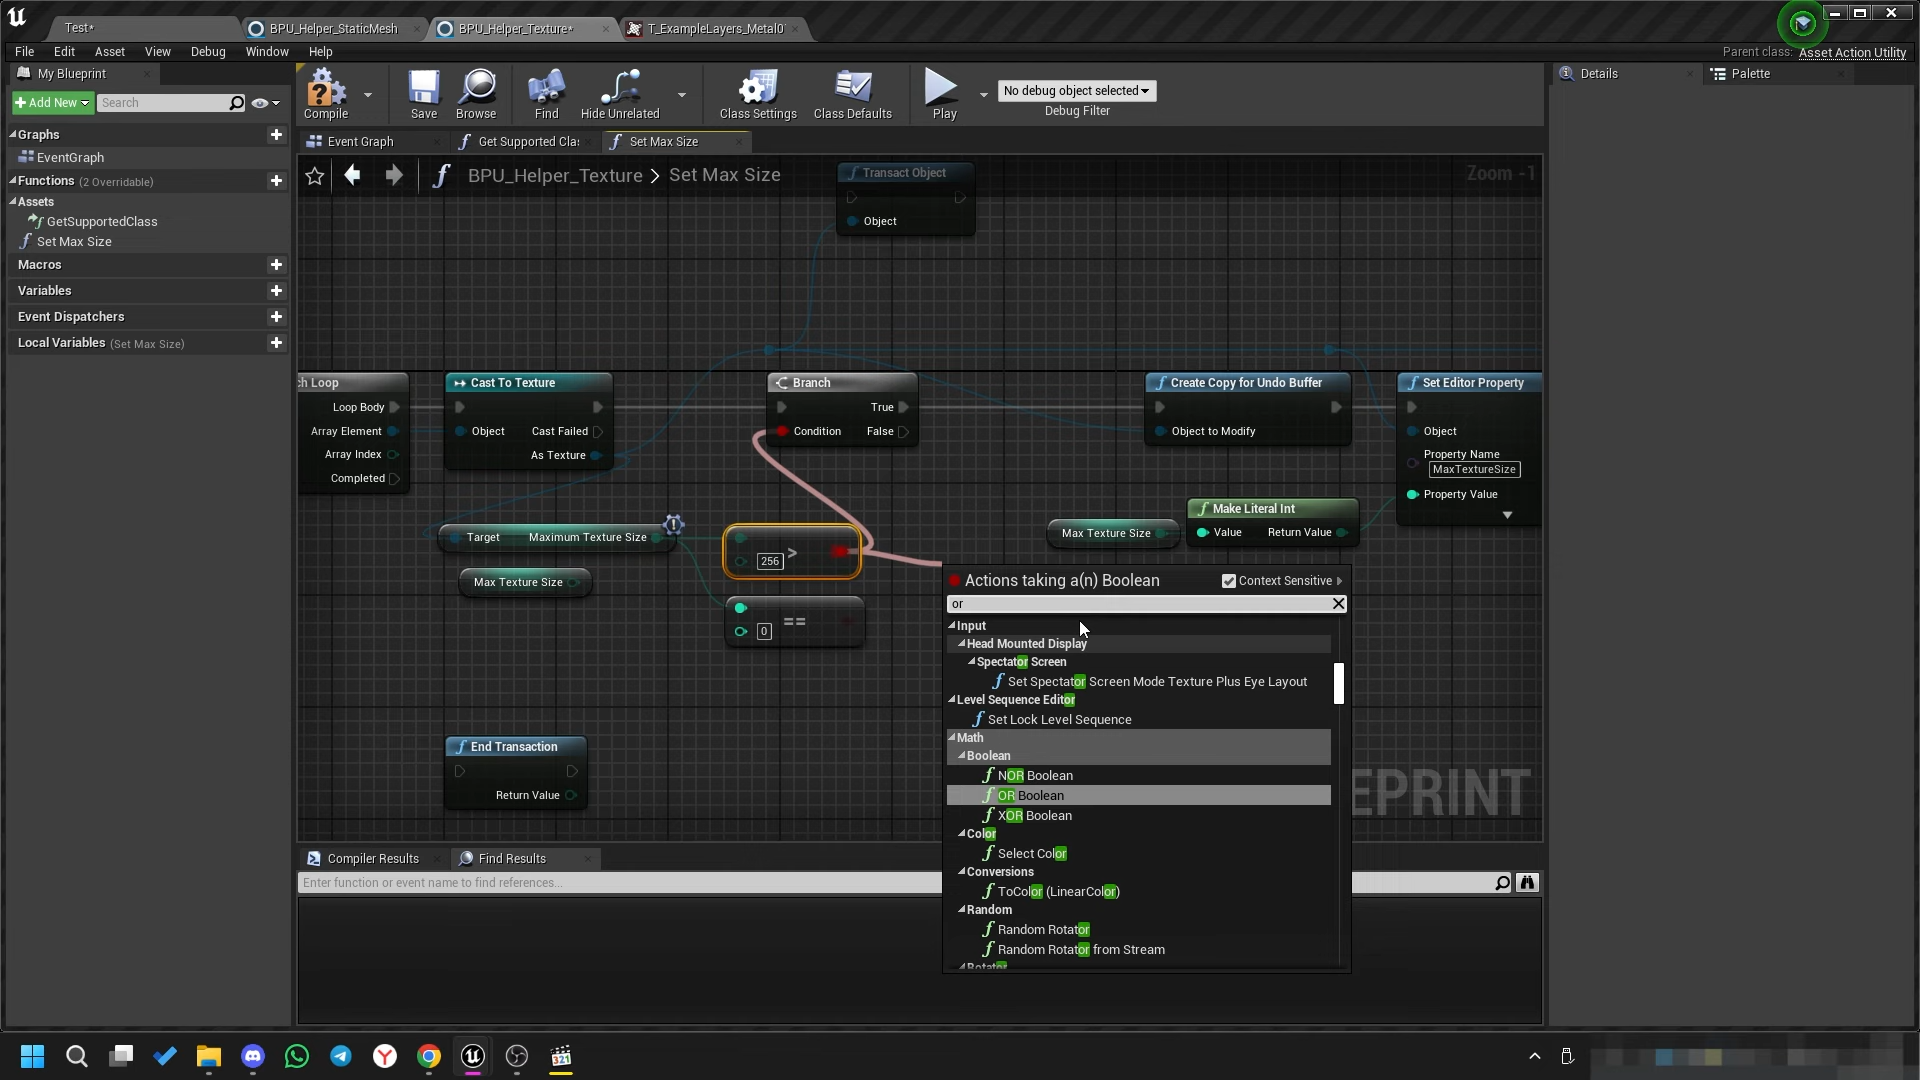 Test*
BPU_Helper_StaticMesh
BPU_Helper_Texture*
T_ExampleLayers_Metal0
File Edit Asset View Debug Window Help
Parent class: Asset Action Utility
My Blueprint
Details
Palette
+ Add New
Search
Compile
Save
Browse
Find
Hide Unrelated
Class Settings
Class Defaults
Play
No debug object selected
Debug Filter
Graphs
EventGraph
Functions (2 Overridable)
Assets
GetSupportedClass
Set Max Size
Macros
Variables
Event Dispatchers
Local Variables (Set Max Size)
Event Graph
Get Supported Clas
Set Max Size
BPU_Helper_Texture > Set Max Size
Zoom -1
Transact Object
Object
ch Loop
Loop Body
Array Element
Array Index
Completed
Cast To Texture
Object
Cast Failed
As Texture
Branch
True
Condition
False
Create Copy for Undo Buffer
Object to Modify
Set Editor Property
Object
Property Name
MaxTextureSize
Property Value
Target Maximum Texture Size
Max Texture Size
256
>
0
==
Max Texture Size
Make Literal Int
Value Return Value
End Transaction
Return Value
EPRINT
Actions taking a(n) Boolean
Context Sensitive
or
Input
Head Mounted Display
Spectator Screen
Set Spectator Screen Mode Texture Plus Eye Layout
Level Sequence Editor
Set Lock Level Sequence
Math
Boolean
NOR Boolean
OR Boolean
XOR Boolean
Color
Select Color
Conversions
ToColor (LinearColor)
Random
Random Rotator
Random Rotator from Stream
Rotator
Compiler Results
Find Results
Enter function or event name to find references...
321